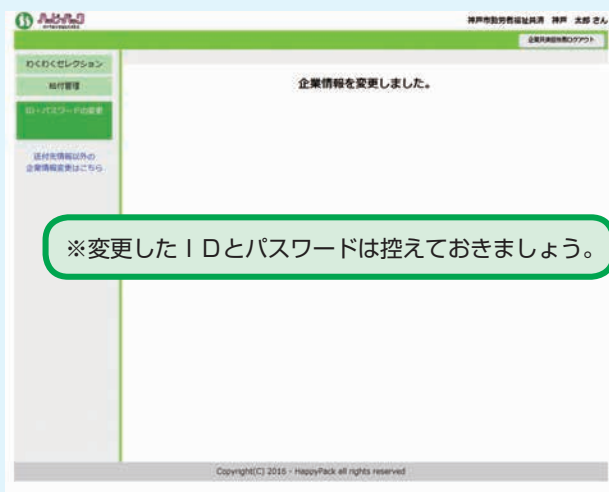 ハッピーパック
神戸市勤労者福祉共済 神戸 太郎 さん
企業共済担当者ログアウト
わくわくセレクション
給付管理
ID・パスワードの変更
送付先情報以外の
企業情報変更はこちら
企業情報を変更しました。
※変更したＩＤとパスワードは控えておきましょう。
Copyright(C) 2016 - HappyPack all rights reserved